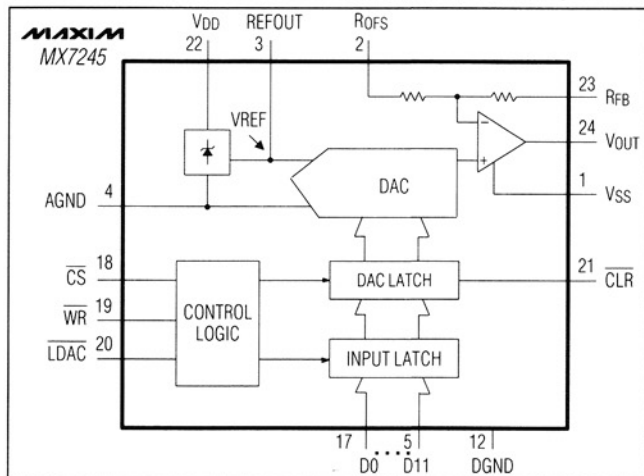 MAXIM
MX7245
VDD
22
REFOUT
3
ROFS
2
23
RFB
24
VOUT
1
VSS
VREF
DAC
4
AGND
18
CS
19
WR
20
LDAC
CONTROL
LOGIC
DAC LATCH
21
CLR
INPUT LATCH
17
D0
5
D11
12
DGND